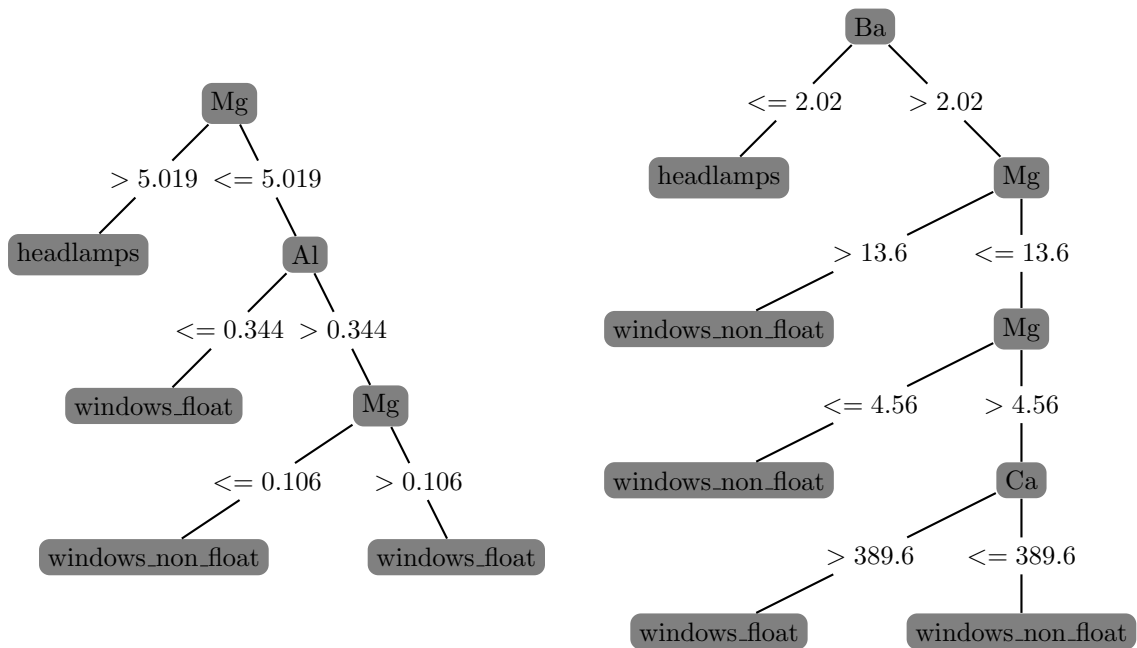 Mg
> 5.019 <= 5.019
headlamps
Al
<= 0.344 > 0.344
windows_float
Mg
<= 0.106 > 0.106
windows_non_float
windows_float
Ba
<= 2.02 > 2.02
headlamps
Mg
> 13.6 <= 13.6
windows_non_float
Mg
<= 4.56 > 4.56
windows_non_float
Ca
> 389.6 <= 389.6
windows_float
windows_non_float